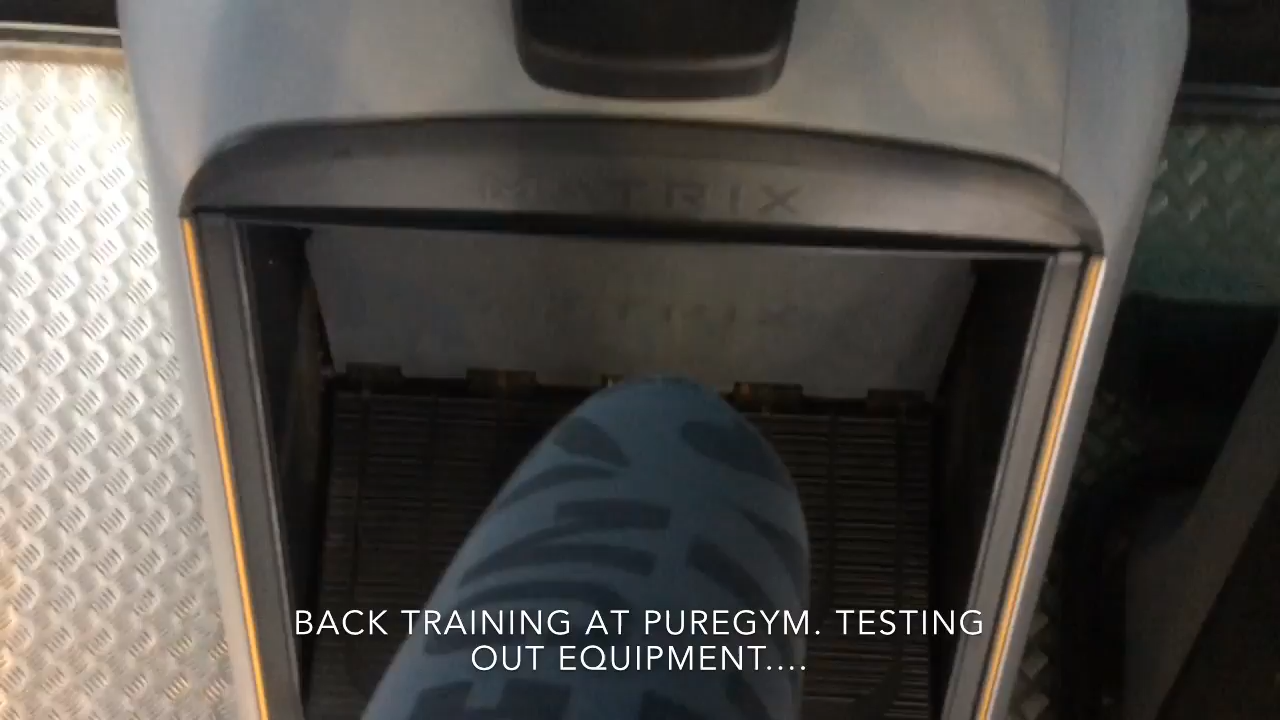 MATRIX
BACK TRAINING AT PUREGYM. TESTING
OUT EQUIPMENT....